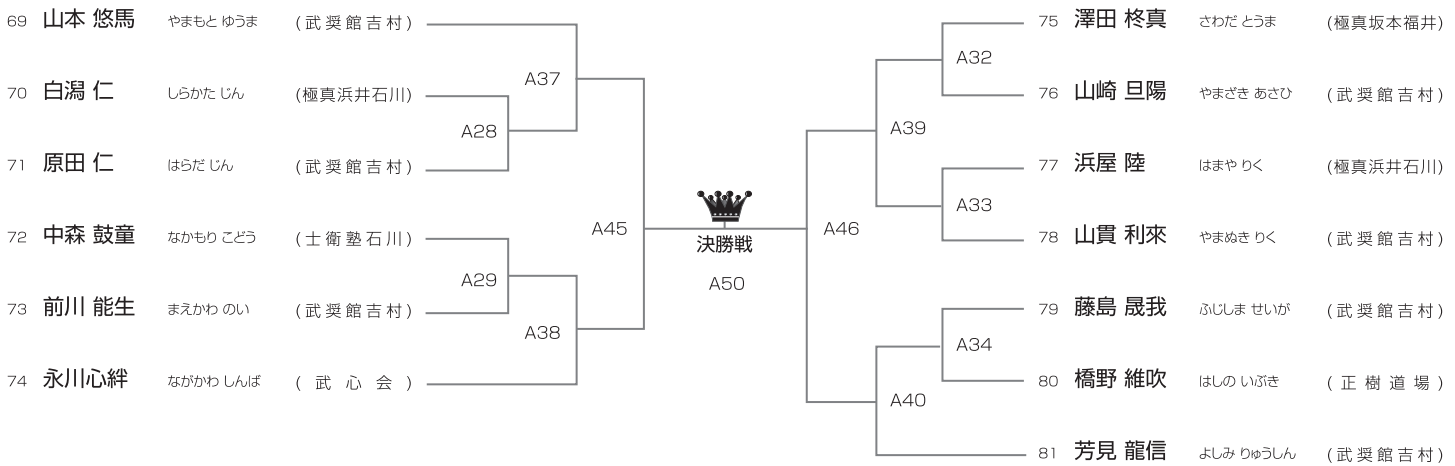 69 山本 悠馬 やまもと ゆうま (武奨館吉村)
70 白潟 仁 しらかた じん (極真浜井石川)
71 原田 仁 はらだ じん (武奨館吉村)
72 中森 鼓童 なかもり こどう (士衛塾石川)
73 前川 能生 まえかわ のい (武奨館吉村)
74 永川心絆 ながかわ しんば (武心会)
A37
A28
A45
A29
A38
決勝戦
A50
A46
A32
A39
A33
A34
A40
75 澤田 柊真 さわだ とうま (極真坂本福井)
76 山崎 旦陽 やまざき あさひ (武奨館吉村)
77 浜屋 陸 はまや りく (極真浜井石川)
78 山貫 利來 やまぬき りく (武奨館吉村)
79 藤島 晟我 ふじしま せいが (武奨館吉村)
80 橋野 維吹 はしの いぶき (正樹道場)
81 芳見 龍信 よしみ りゅうしん (武奨館吉村)